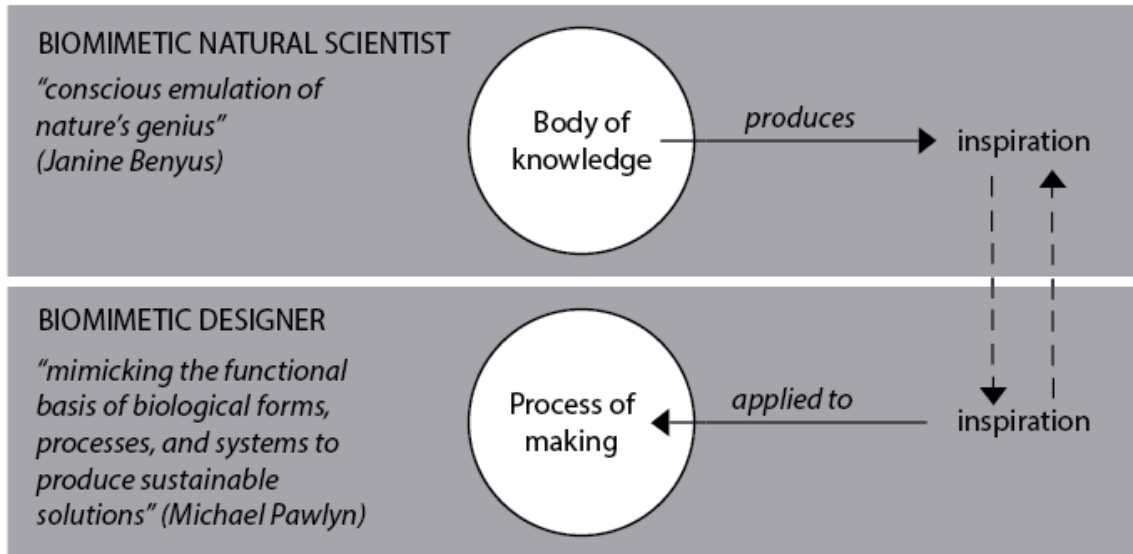 BIOMIMETIC NATURAL SCIENTIST
“conscious emulation of
nature’s genius”
(Janine Benyus)
Body of
knowledge
produces
inspiration
BIOMIMETIC DESIGNER
“mimicking the functional
basis of biological forms,
processes, and systems to
produce sustainable
solutions” (Michael Pawlyn)
Process of
making
applied to
inspiration